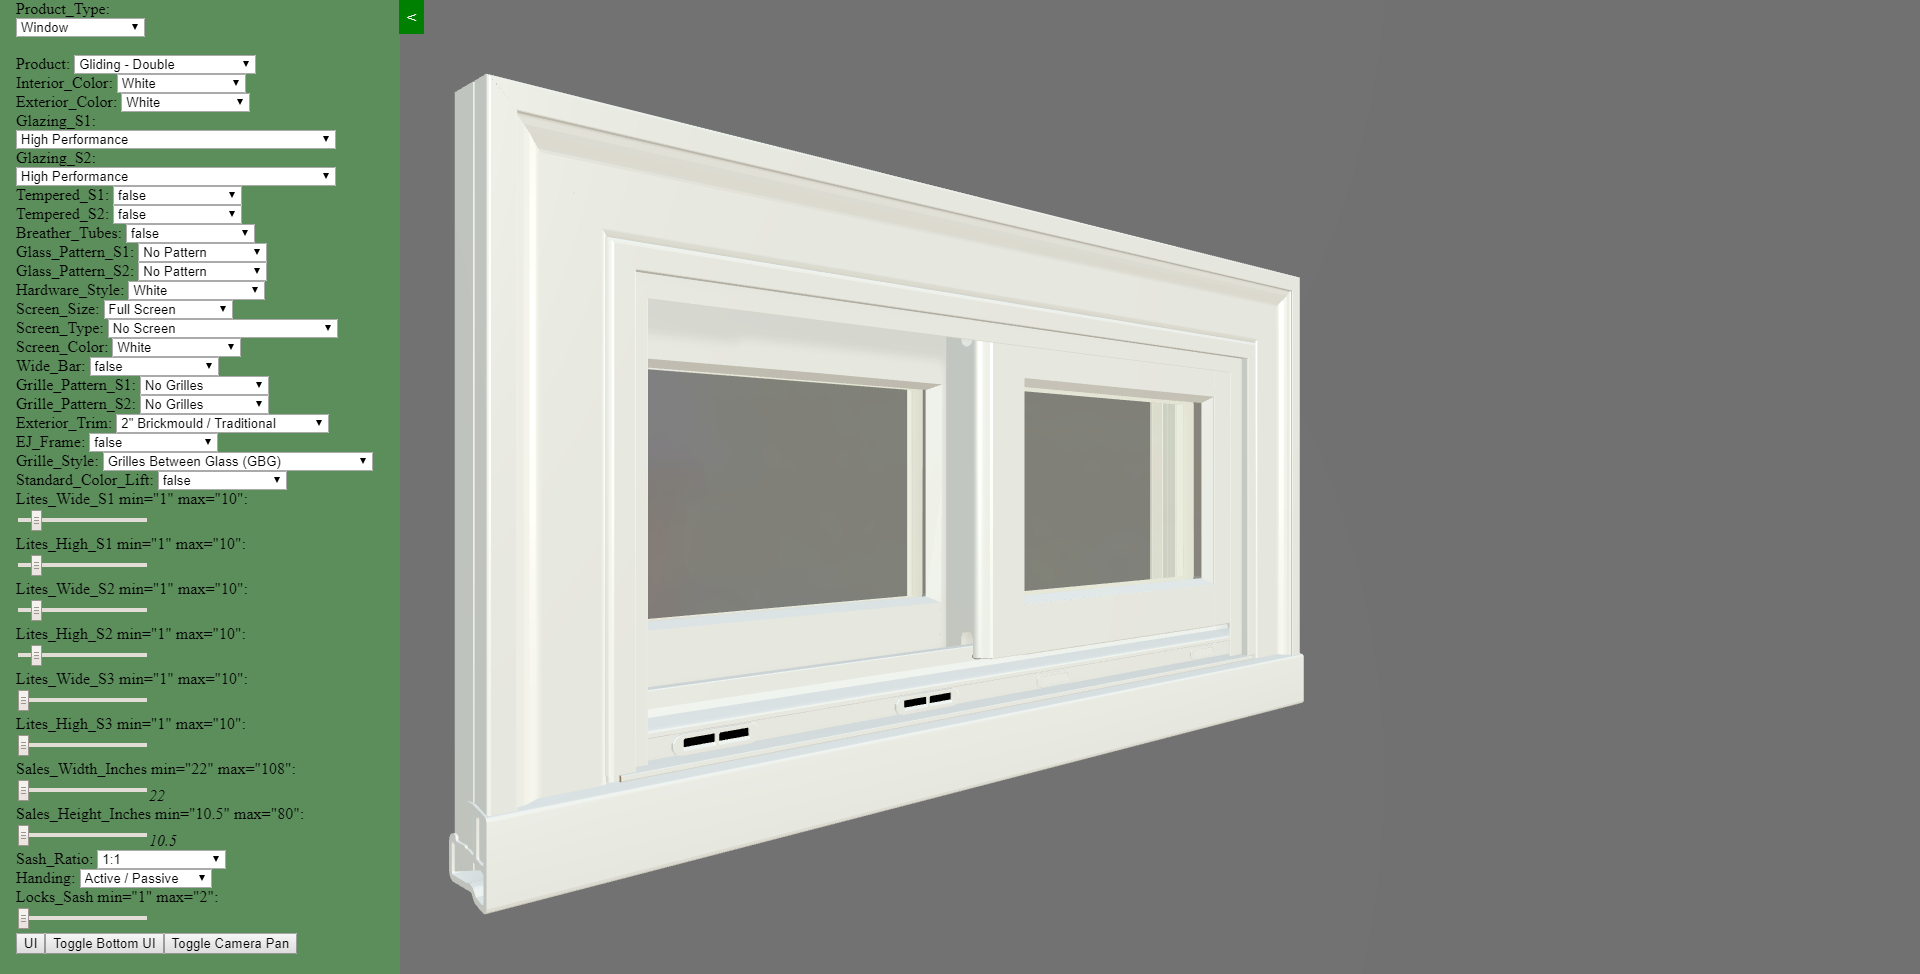 Product_Type:
Window
<
Product: Gliding - Double
Interior_Color: White
Exterior_Color: White
Glazing_S1:
High Performance
Glazing_S2:
High Performance
Tempered_S1: false
Tempered_S2: false
Breather_Tubes: false
Glass_Pattern_S1: No Pattern
Glass_Pattern_S2: No Pattern
Hardware_Style: White
Screen_Size: Full Screen
Screen_Type: No Screen
Screen_Color: White
Wide_Bar: false
Grille_Pattern_S1: No Grilles
Grille_Pattern_S2: No Grilles
Exterior_Trim: 2" Brickmould / Traditional
EJ_Frame: false
Grille_Style: Grilles Between Glass (GBG)
Standard_Color_Lift: false
Lites_Wide_S1 min="1" max="10":
Lites_High_S1 min="1" max="10":
Lites_Wide_S2 min="1" max="10":
Lites_High_S2 min="1" max="10":
Lites_Wide_S3 min="1" max="10":
Lites_High_S3 min="1" max="10":
Sales_Width_Inches min="22" max="108":
22
Sales_Height_Inches min="10.5" max="80":
10.5
Sash_Ratio: 1:1
Handing: Active / Passive
Locks_Sash min="1" max="2":
UI Toggle Bottom UI Toggle Camera Pan